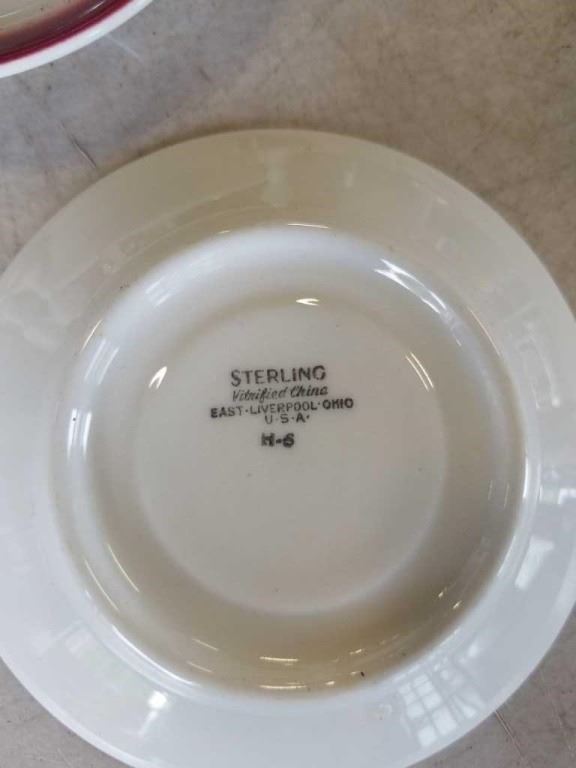 STERLING
Vitrified China
EAST·LIVERPOOL·OHIO
U·S·A·
H-6